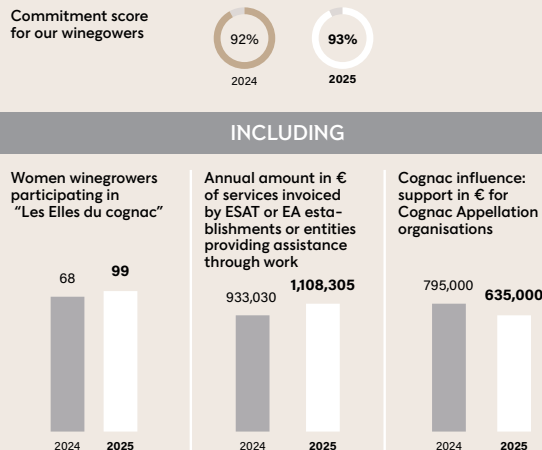 Commitment score
for our winegowers
92%
93%
2024
2025
INCLUDING
Women winegrowers
participating in
“Les Elles du cognac”
68
99
2024
2025
Annual amount in €
of services invoiced
by ESAT or EA esta-
blishments or entities
providing assistance
through work
933,030
1,108,305
2024
2025
Cognac influence:
support in € for
Cognac Appellation
organisations
795,000
635,000
2024
2025